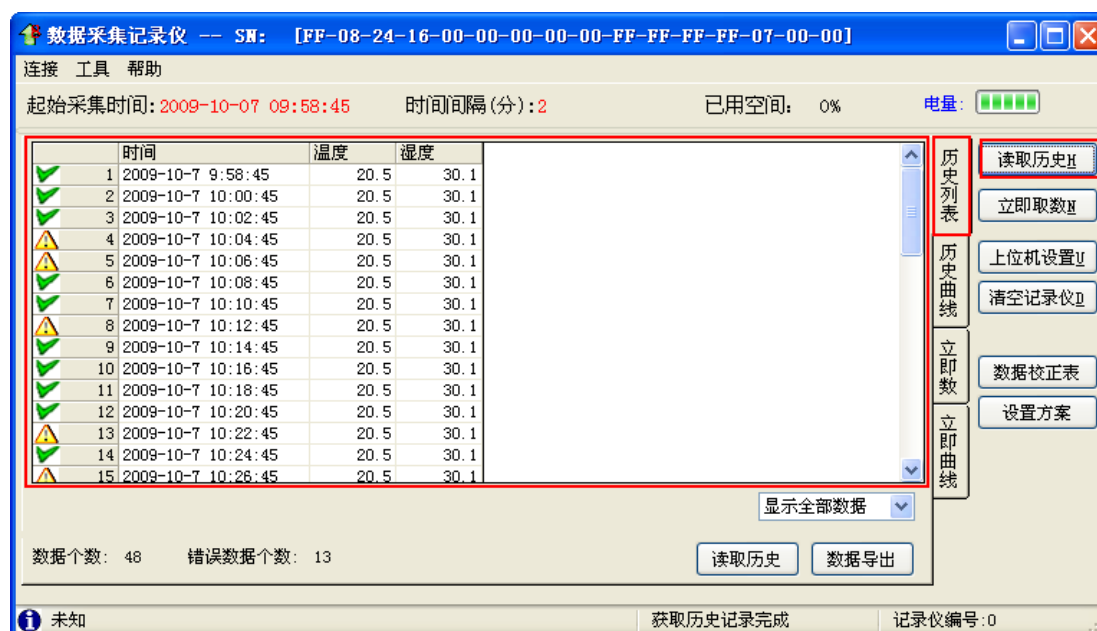 数据采集记录仪 -- SN: [FF-08-24-16-00-00-00-00-00-FF-FF-FF-FF-07-00-00]
连接 工具 帮助
起始采集时间:2009-10-07 09:58:45 时间间隔(分):2 已用空间: 0% 电量:
时间 温度 湿度
1 2009-10-7 9:58:45 20.5 30.1
2 2009-10-7 10:00:45 20.5 30.1
3 2009-10-7 10:02:45 20.5 30.1
4 2009-10-7 10:04:45 20.5 30.1
5 2009-10-7 10:06:45 20.5 30.1
6 2009-10-7 10:08:45 20.5 30.1
7 2009-10-7 10:10:45 20.5 30.1
8 2009-10-7 10:12:45 20.5 30.1
9 2009-10-7 10:14:45 20.5 30.1
10 2009-10-7 10:16:45 20.5 30.1
11 2009-10-7 10:18:45 20.5 30.1
12 2009-10-7 10:20:45 20.5 30.1
13 2009-10-7 10:22:45 20.5 30.1
14 2009-10-7 10:24:45 20.5 30.1
15 2009-10-7 10:26:45 20.5 30.1
历史列表
历史曲线
立即数
立即曲线
读取历史H
立即取数N
上位机设置U
清空记录仪D
数据校正表
设置方案
显示全部数据
数据个数: 48 错误数据个数: 13 读取历史 数据导出
未知 获取历史记录完成 记录仪编号:0